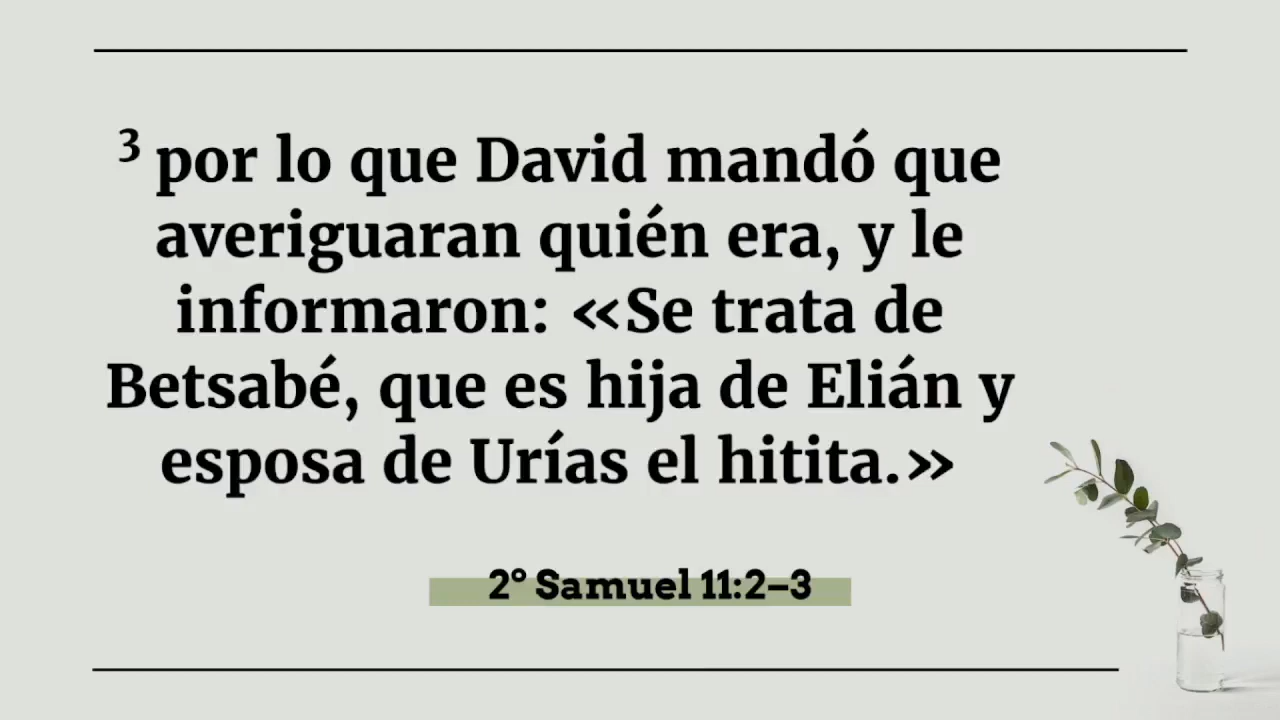 ³ por lo que David mandó que
averiguaran quién era, y le
informaron: «Se trata de
Betsabé, que es hija de Elián y
esposa de Urías el hitita.»
2° Samuel 11:2–3